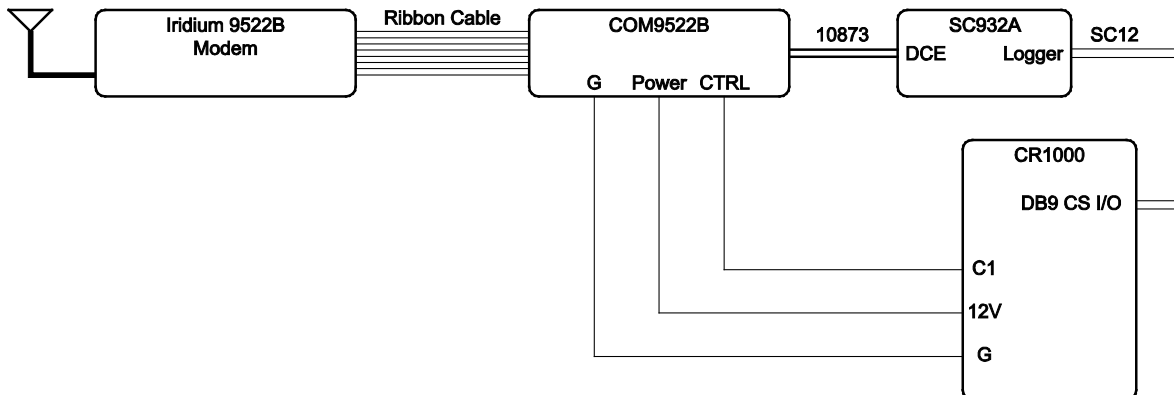 Iridium 9522B
Modem
Ribbon Cable
COM9522B
G Power CTRL
10873
SC932A
DCE Logger
SC12
CR1000
DB9 CS I/O
C1
12V
G